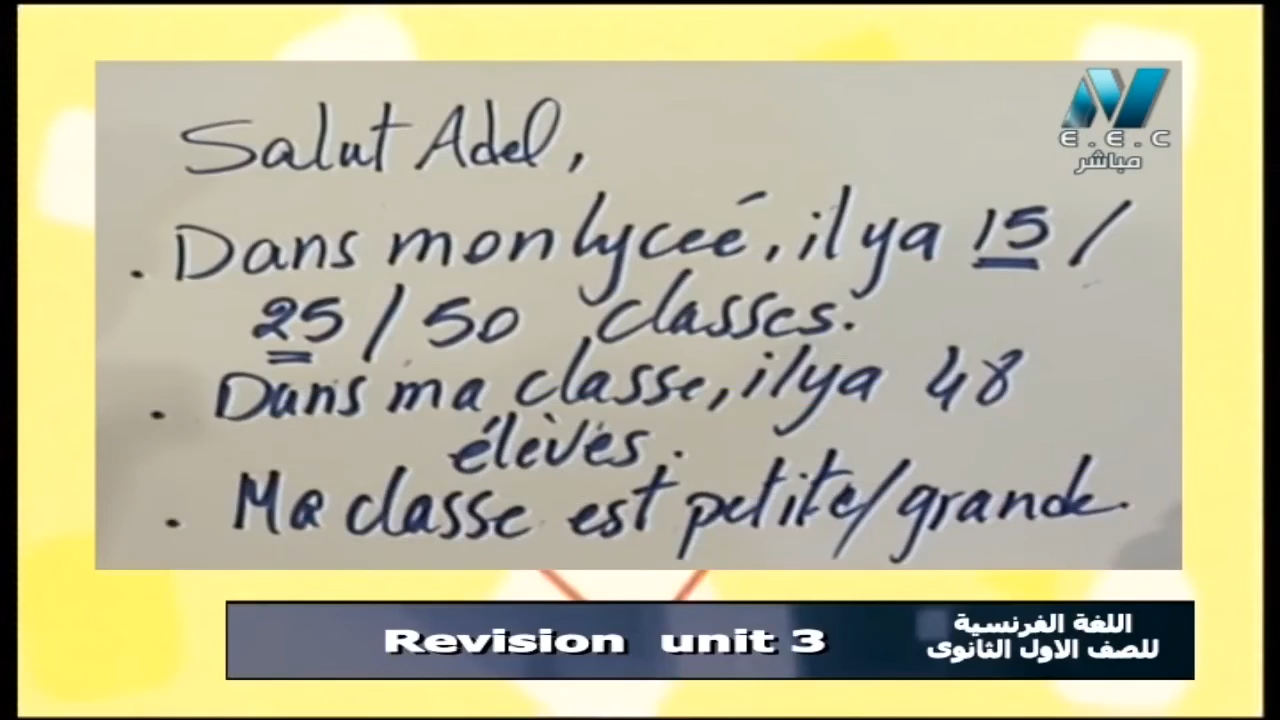 Salut Adel,
. Dans mon lyceé, il y a 15 /
25 / 50 classes.
. Dans ma classe, il y a 48
élèves.
. Ma classe est petite/grande.
E.E.C
مباشر
Revision unit 3
اللغة الفرنسية
للصف الاول الثانوى